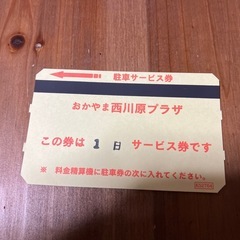 駐車サービス券
おかやま西川原プラザ
この券は 1 日 サービス券です
※ 料金精算機に駐車券の次に入れてください。